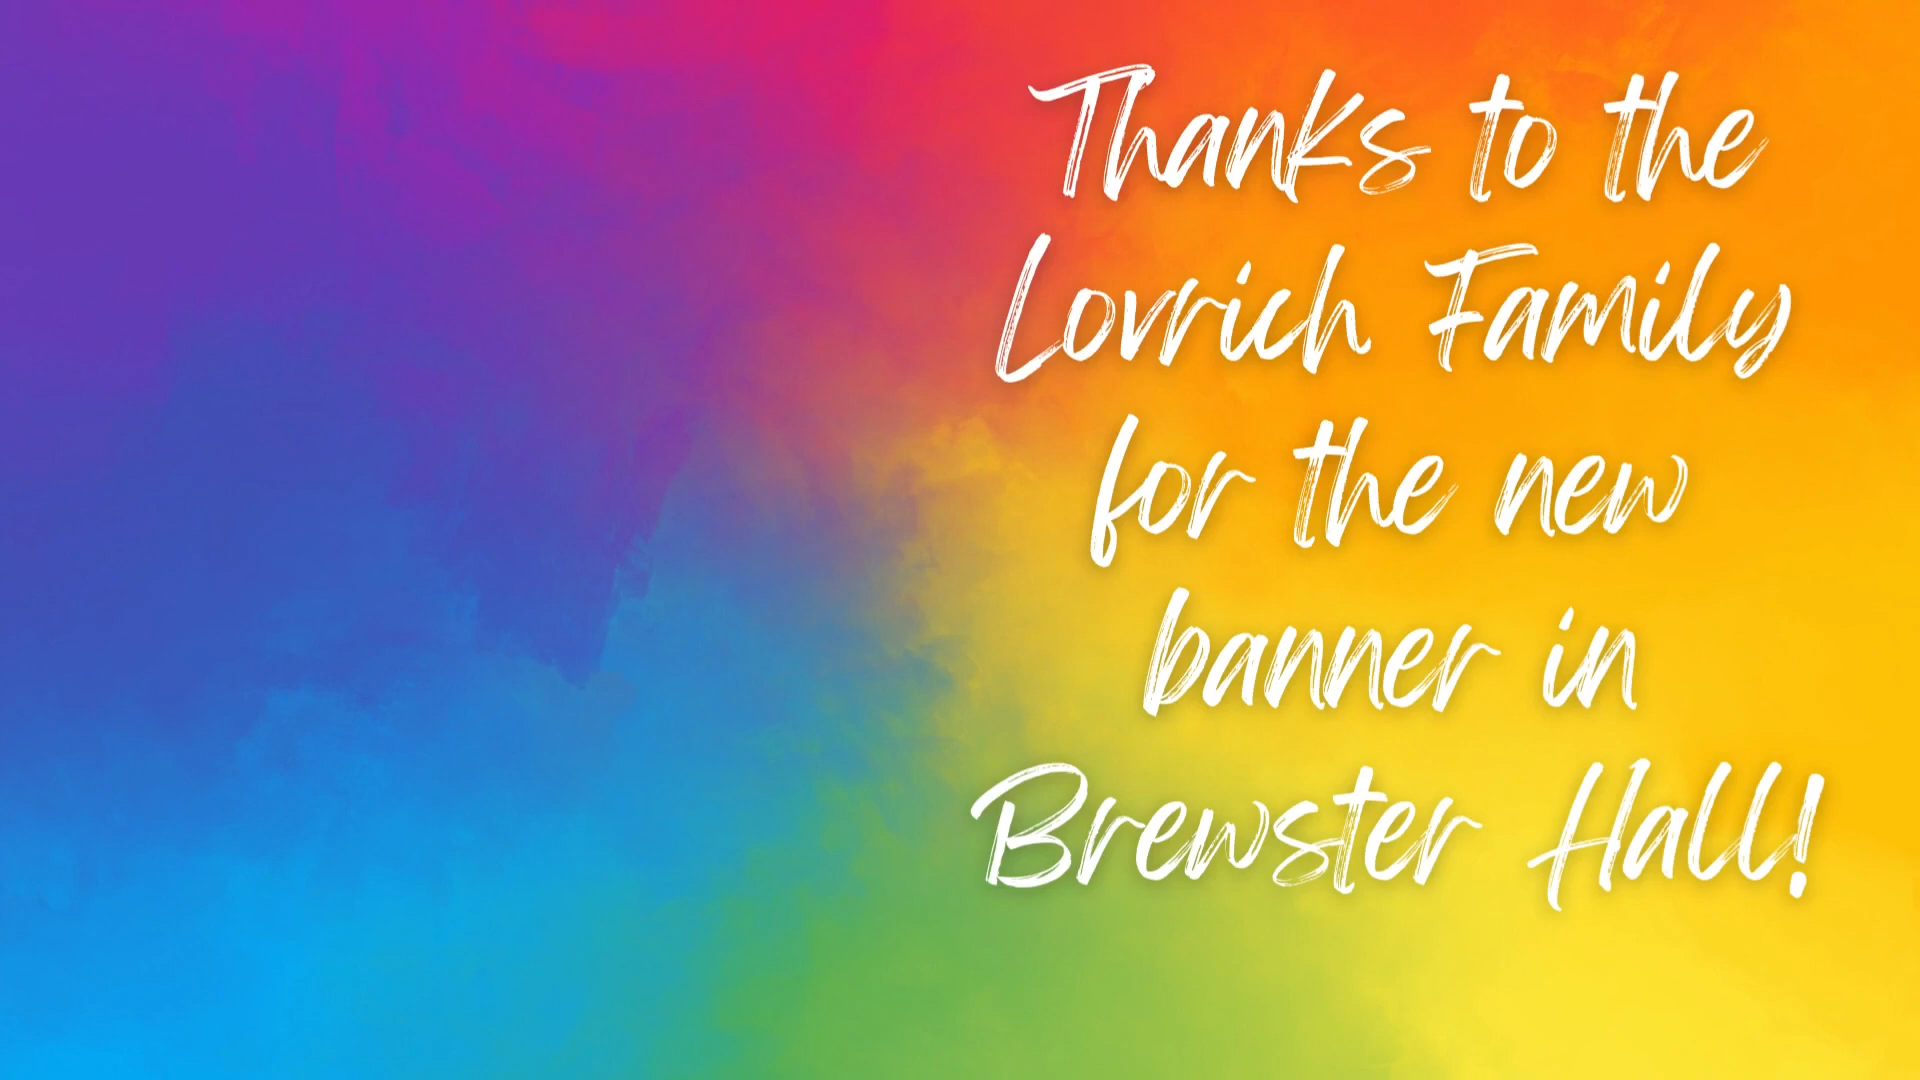 Thanks to the
Lovrich Family
for the new
banner in
Brewster Hall!